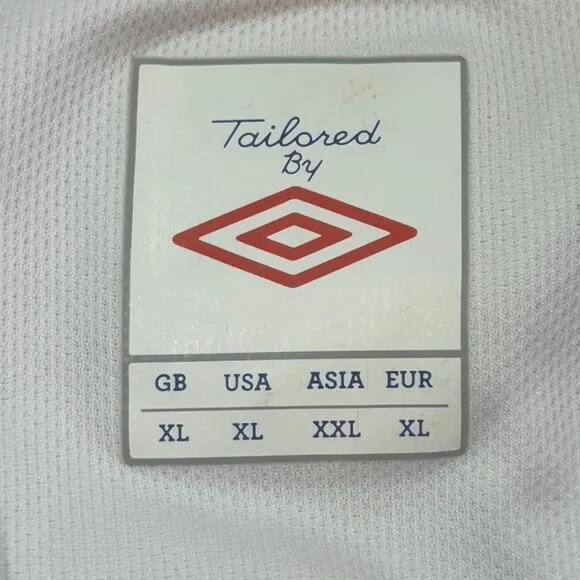 Tailored
By
GB USA ASIA EUR
XL XL XXL XL